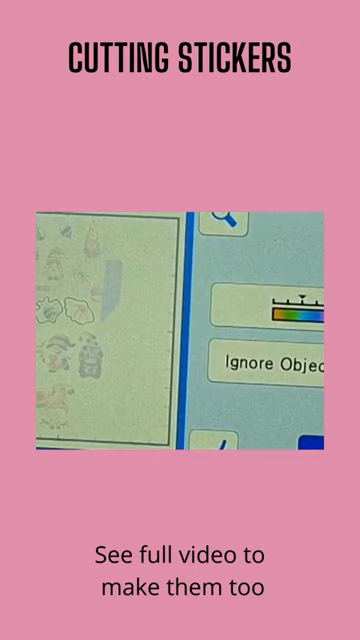 CUTTING STICKERS
Ignore Objec
See full video to
make them too